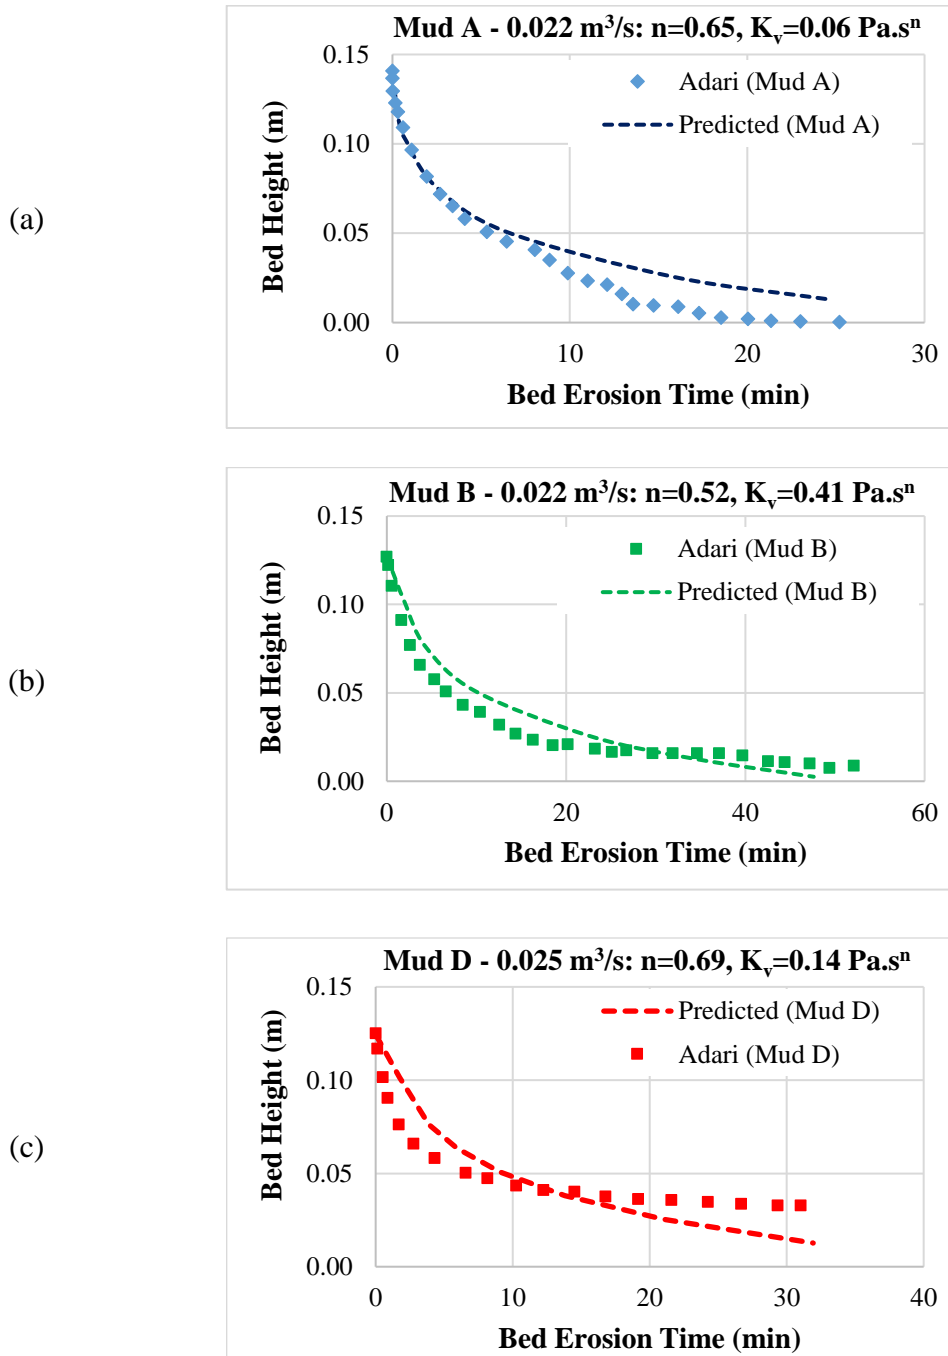 (a)
Mud A - 0.022 m³/s: n=0.65, Kᵥ=0.06 Pa.sⁿ
0.15
0.10
0.05
0.00
Bed Height (m)
Adari (Mud A)
Predicted (Mud A)
0 10 20 30
Bed Erosion Time (min)
(b)
Mud B - 0.022 m³/s: n=0.52, Kᵥ=0.41 Pa.sⁿ
0.15
0.10
0.05
0.00
Bed Height (m)
Adari (Mud B)
Predicted (Mud B)
0 20 40 60
Bed Erosion Time (min)
(c)
Mud D - 0.025 m³/s: n=0.69, Kᵥ=0.14 Pa.sⁿ
0.15
0.10
0.05
0.00
Bed Height (m)
Predicted (Mud D)
Adari (Mud D)
0 10 20 30 40
Bed Erosion Time (min)